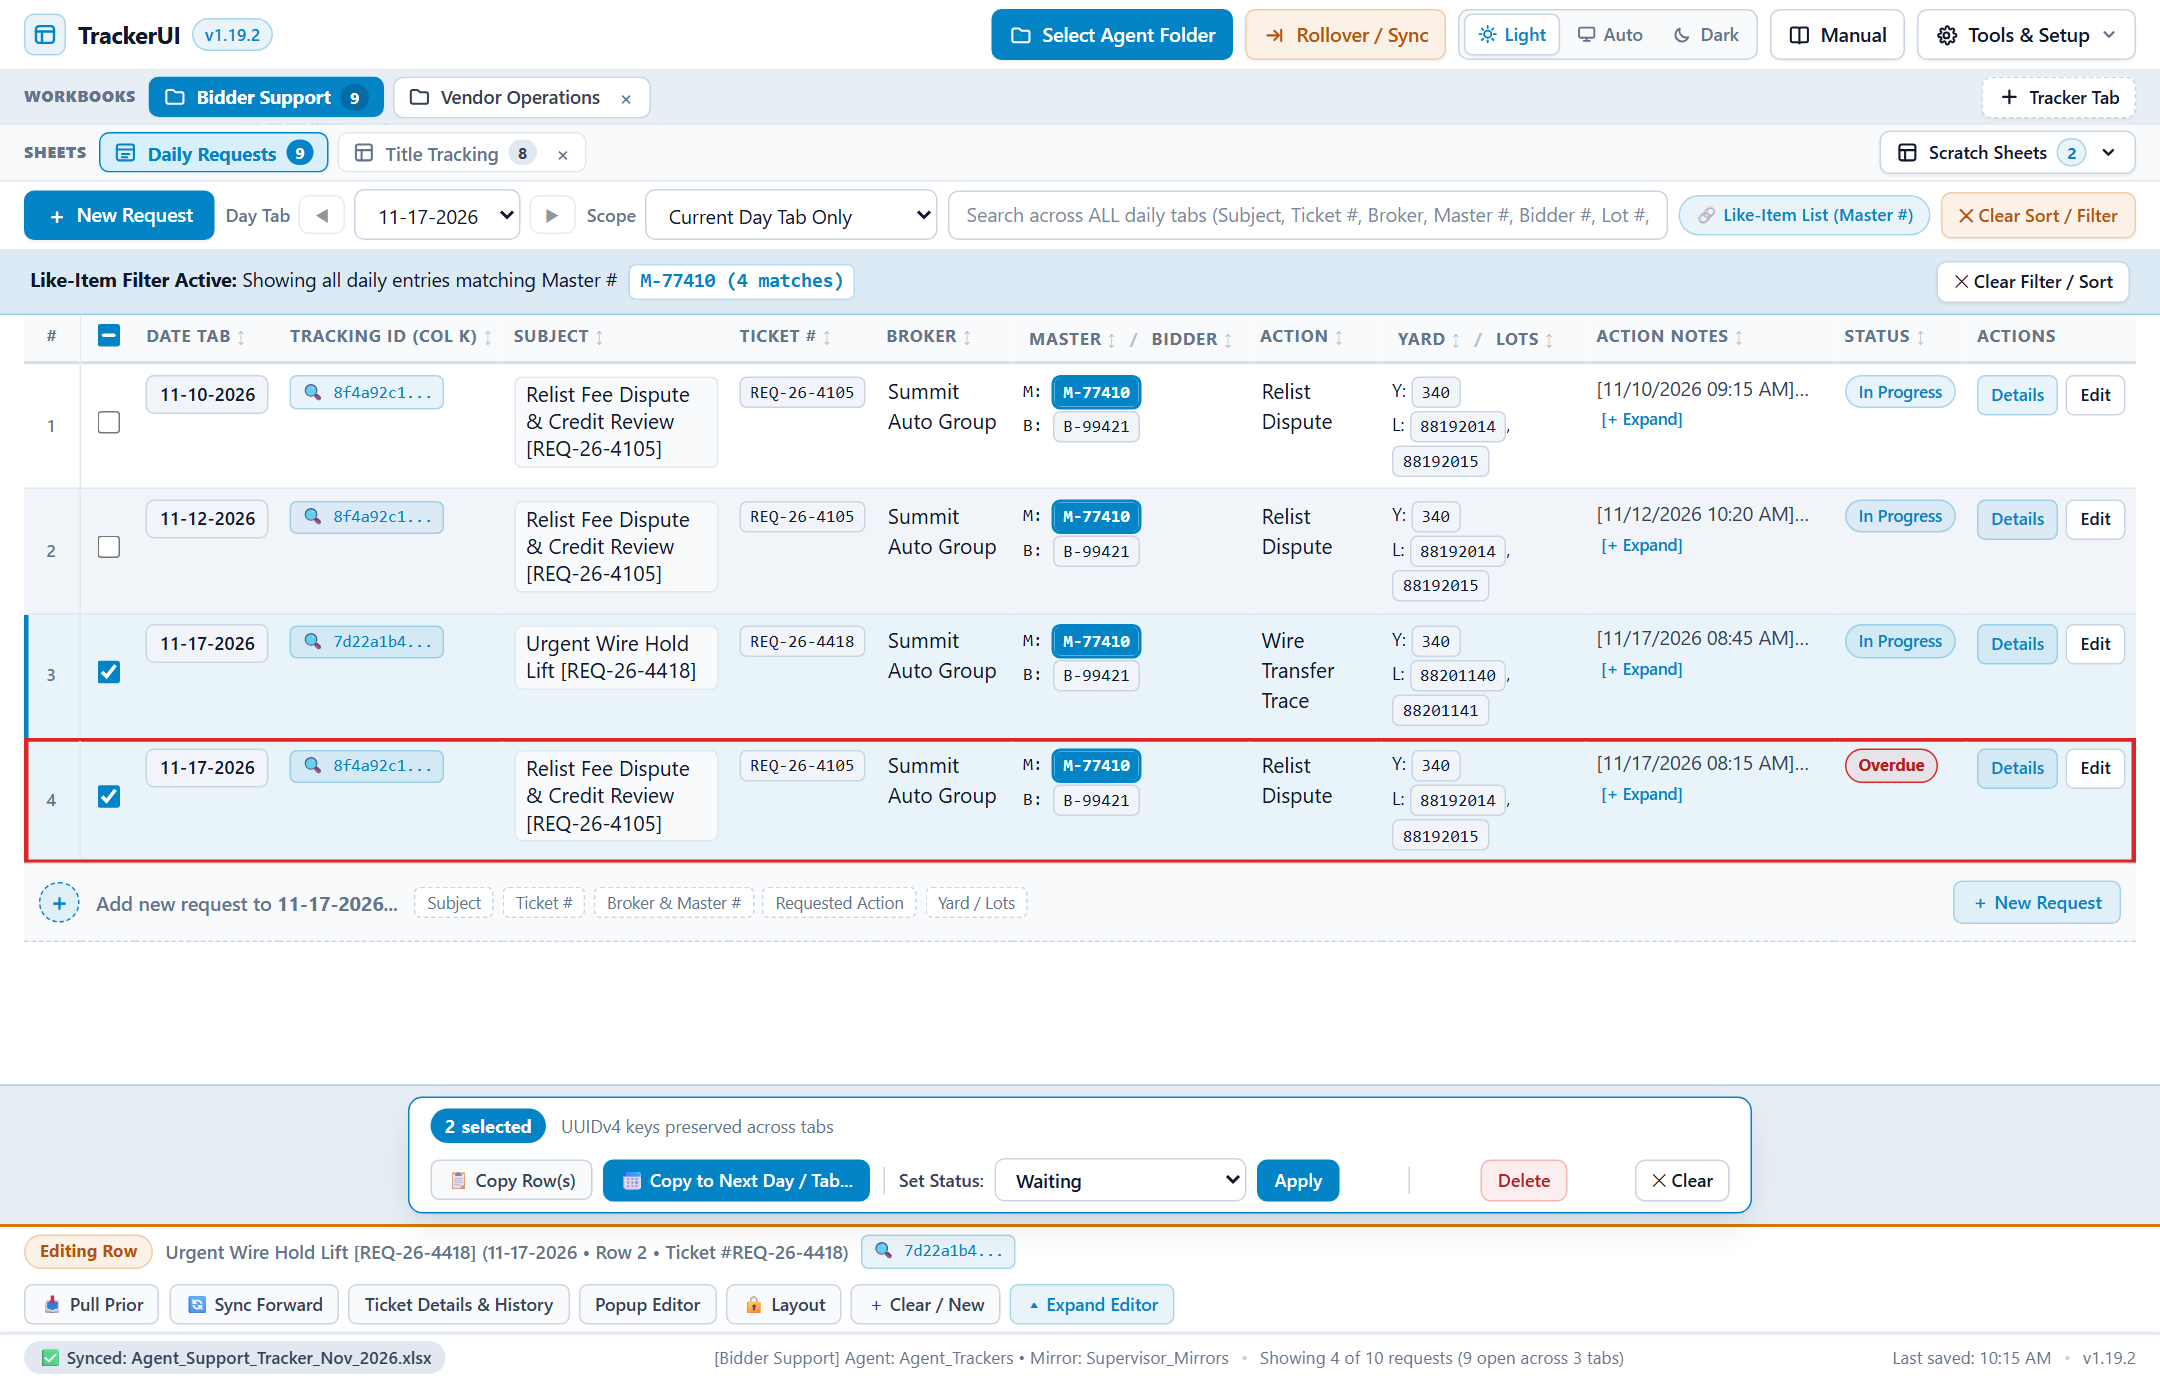 TrackerUI v1.19.2 Select Agent Folder Rollover / Sync Light Auto Dark Manual Tools & Setup
WORKBOOKS Bidder Support 9 Vendor Operations × + Tracker Tab
SHEETS Daily Requests 9 Title Tracking 8 × Scratch Sheets 2
+ New Request Day Tab ◀ 11-17-2026 ▶ Scope Current Day Tab Only Search across ALL daily tabs (Subject, Ticket #, Broker, Master #, Bidder #, Lot #, Like-Item List (Master #) × Clear Sort / Filter
Like-Item Filter Active: Showing all daily entries matching Master # M-77410 (4 matches) × Clear Filter / Sort
# DATE TAB TRACKING ID (COL K) SUBJECT TICKET # BROKER MASTER / BIDDER ACTION YARD / LOTS ACTION NOTES STATUS ACTIONS
1 11-10-2026 8f4a92c1... Relist Fee Dispute & Credit Review [REQ-26-4105] REQ-26-4105 Summit Auto Group M: M-77410 B: B-99421 Relist Dispute Y: 340 L: 88192014, 88192015 [11/10/2026 09:15 AM]... [+ Expand] In Progress Details Edit
2 11-12-2026 8f4a92c1... Relist Fee Dispute & Credit Review [REQ-26-4105] REQ-26-4105 Summit Auto Group M: M-77410 B: B-99421 Relist Dispute Y: 340 L: 88192014, 88192015 [11/12/2026 10:20 AM]... [+ Expand] In Progress Details Edit
3 11-17-2026 7d22a1b4... Urgent Wire Hold Lift [REQ-26-4418] REQ-26-4418 Summit Auto Group M: M-77410 B: B-99421 Wire Transfer Trace Y: 340 L: 88201140, 88201141 [11/17/2026 08:45 AM]... [+ Expand] In Progress Details Edit
4 11-17-2026 8f4a92c1... Relist Fee Dispute & Credit Review [REQ-26-4105] REQ-26-4105 Summit Auto Group M: M-77410 B: B-99421 Relist Dispute Y: 340 L: 88192014, 88192015 [11/17/2026 08:15 AM]... [+ Expand] Overdue Details Edit
+ Add new request to 11-17-2026... Subject Ticket # Broker & Master # Requested Action Yard / Lots + New Request
2 selected UUIDv4 keys preserved across tabs
Copy Row(s) Copy to Next Day / Tab... Set Status: Waiting Apply Delete × Clear
Editing Row Urgent Wire Hold Lift [REQ-26-4418] (11-17-2026 • Row 2 • Ticket #REQ-26-4418) 7d22a1b4...
Pull Prior Sync Forward Ticket Details & History Popup Editor Layout + Clear / New ▲ Expand Editor
Synced: Agent_Support_Tracker_Nov_2026.xlsx [Bidder Support] Agent: Agent_Trackers • Mirror: Supervisor_Mirrors • Showing 4 of 10 requests (9 open across 3 tabs) Last saved: 10:15 AM • v1.19.2